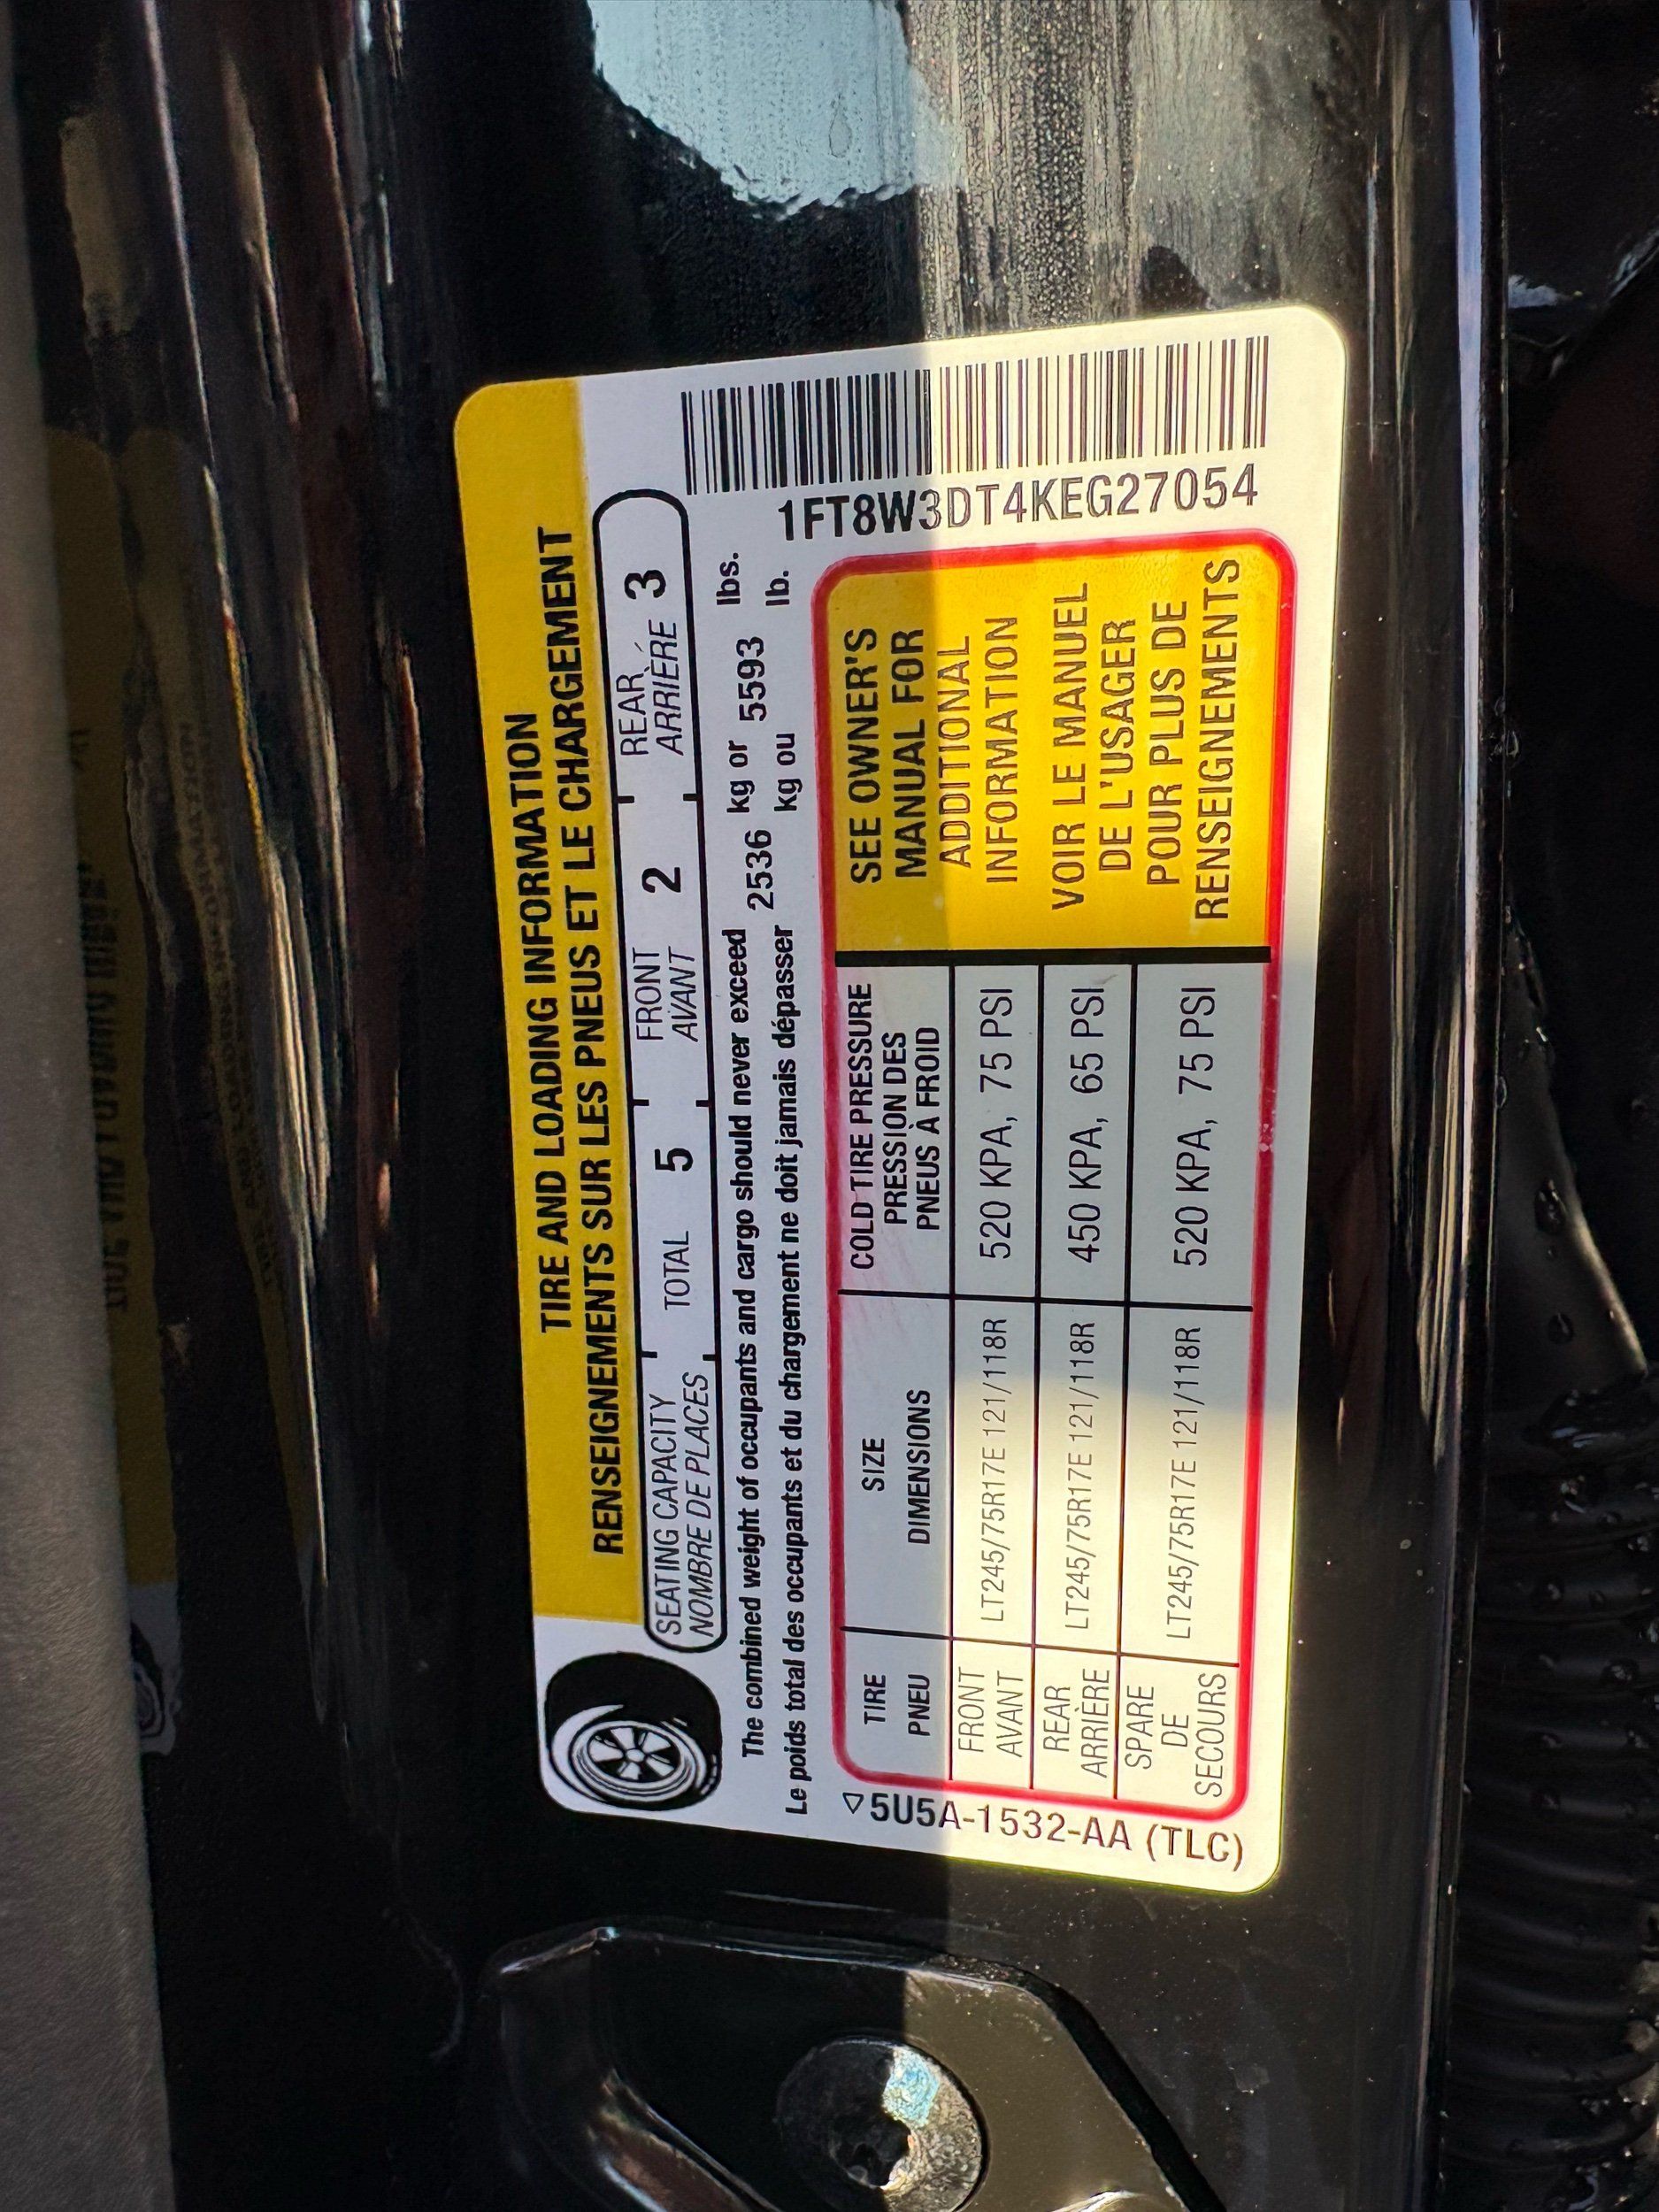 TIRE AND LOADING INFORMATION
RENSEIGNEMENTS SUR LES PNEUS ET LE CHARGEMENT
SEATING CAPACITY TOTAL 5 FRONT 2 REAR 3
NOMBRE DE PLACES AVANT ARRIÈRE
The combined weight of occupants and cargo should never exceed 2536 kg or 5593 lbs.
Le poids total des occupants et du chargement ne doit jamais dépasser kg ou lb.
TIRE SIZE COLD TIRE PRESSURE
PNEU DIMENSIONS PRESSION DES
PNEUS À FROID
FRONT LT245/75R17E 121/118R 520 KPA, 75 PSI
AVANT
REAR LT245/75R17E 121/118R 450 KPA, 65 PSI
ARRIÈRE
SPARE LT245/75R17E 121/118R 520 KPA, 75 PSI
DE
SECOURS
SEE OWNER'S
MANUAL FOR
ADDITIONAL
INFORMATION
VOIR LE MANUEL
DE L'USAGER
POUR PLUS DE
RENSEIGNEMENTS
1FT8W3DT4KEG27054
▽5U5A-1532-AA (TLC)